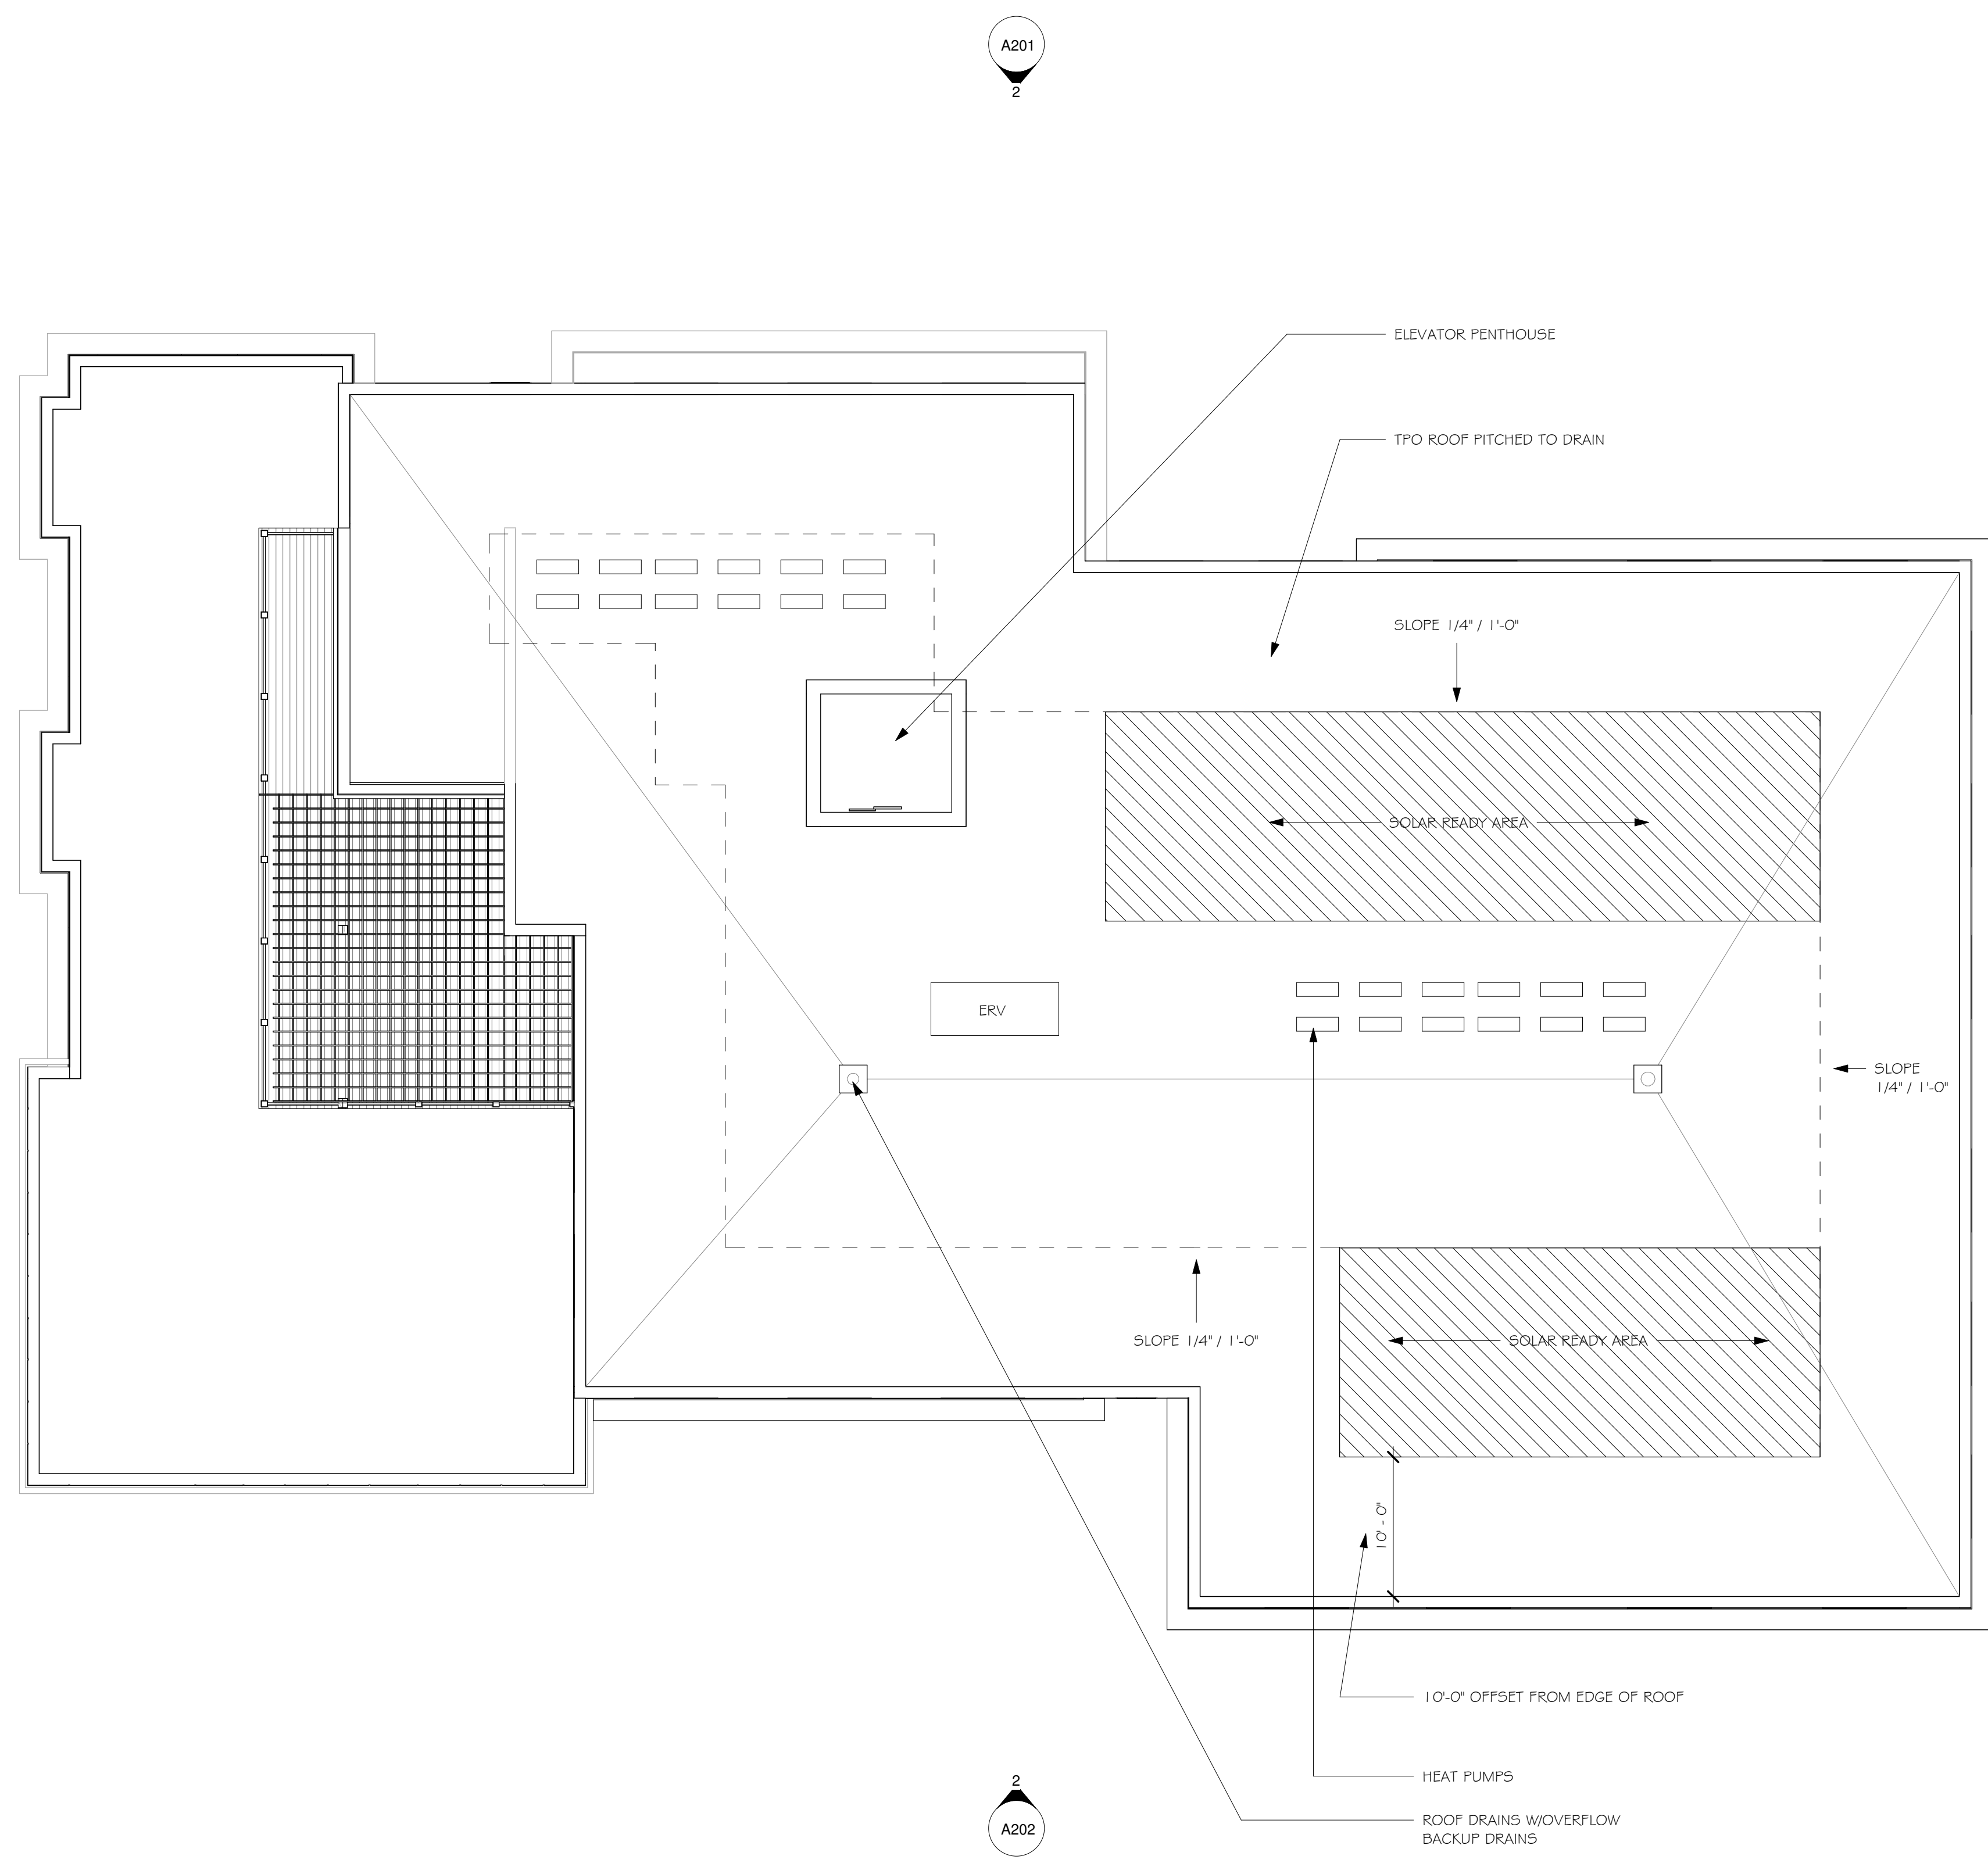 A201
2
ELEVATOR PENTHOUSE
TPO ROOF PITCHED TO DRAIN
SLOPE 1/4" / 1'-0"
SOLAR READY AREA
ERV
SLOPE
1/4" / 1'-0"
SLOPE 1/4" / 1'-0"
SOLAR READY AREA
10' - 0"
10'-0" OFFSET FROM EDGE OF ROOF
HEAT PUMPS
2
A202
ROOF DRAINS W/OVERFLOW
BACKUP DRAINS